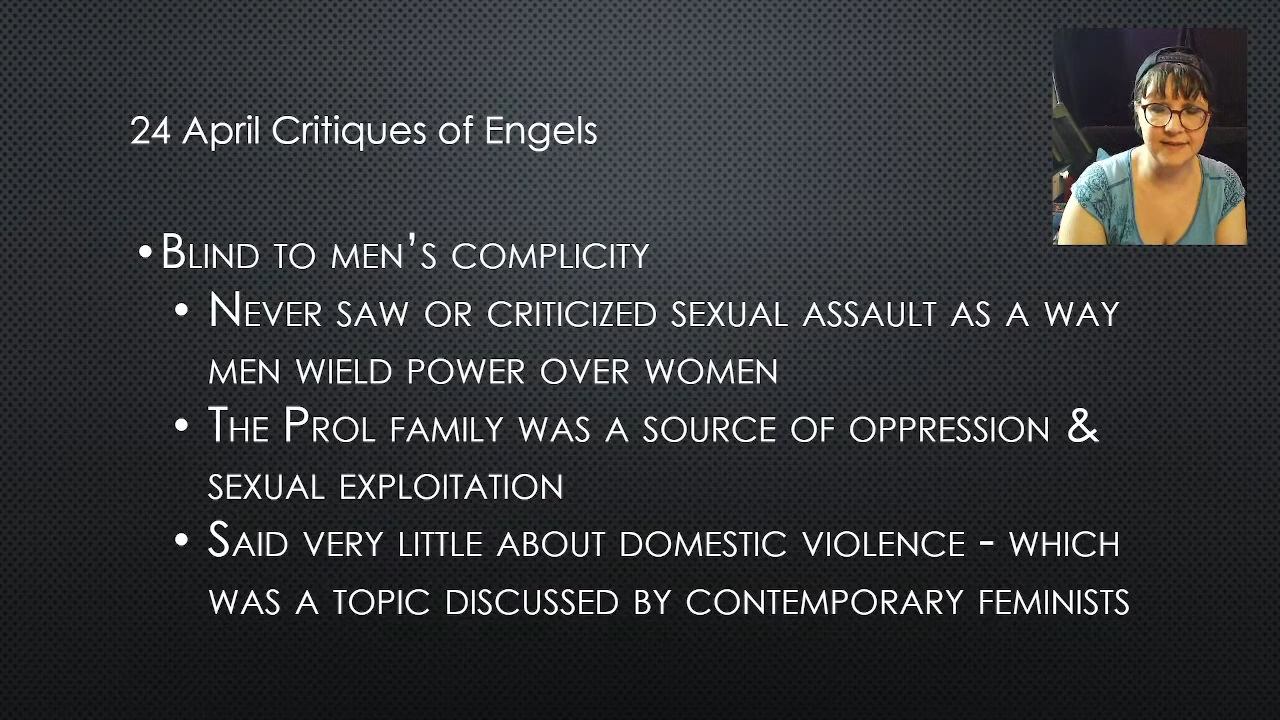 24 April Critiques of Engels
• Blind to men’s complicity
• Never saw or criticized sexual assault as a way
men wield power over women
• The Prol family was a source of oppression &
sexual exploitation
• Said very little about domestic violence - which
was a topic discussed by contemporary feminists